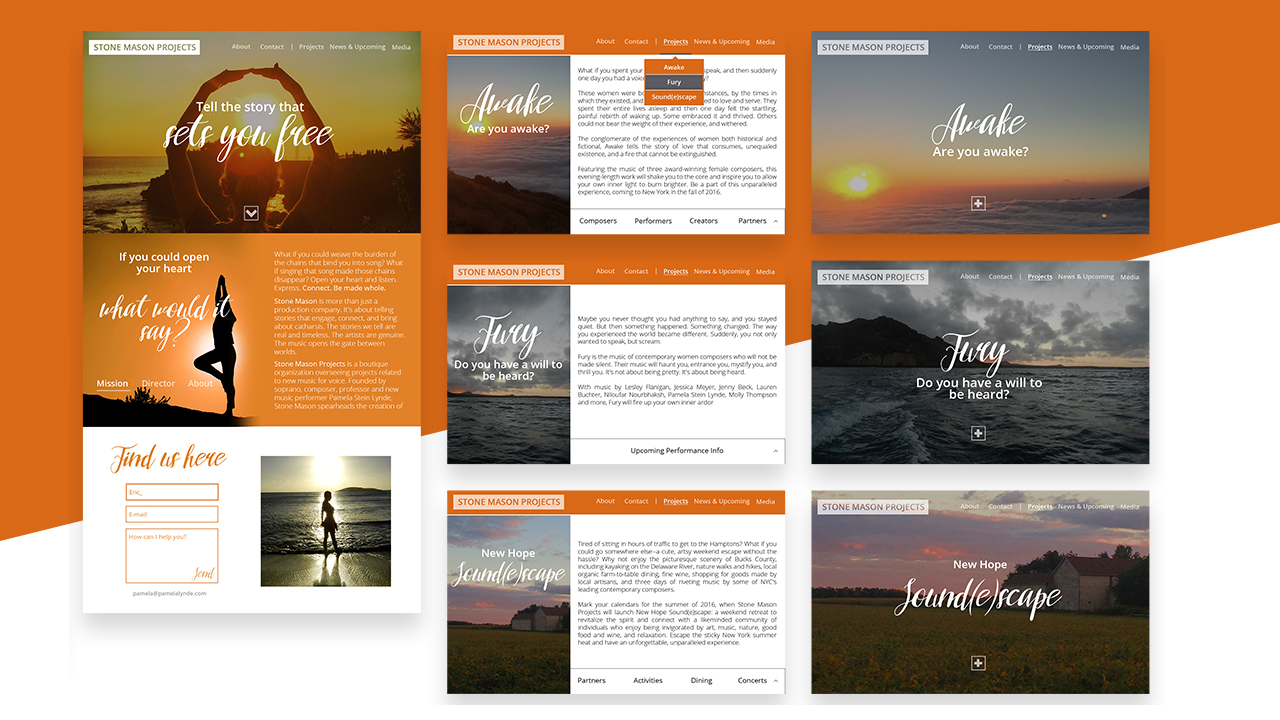 STONE MASON PROJECTS
About Contact | Projects News & Upcoming Media
Tell the story that
sets you free
If you could open
your heart
what would it
say?
Mission Director About
What if you could weave the burden of
the chains that bind you into song? What
if singing that song made those chains
disappear? Open your heart and listen.
Express. Connect. Be made whole.
Stone Mason is more than just a
production company. It's about telling
stories that engage, connect, and bring
about catharsis. The stories we tell are
real and timeless. The artists are genuine.
The music opens the gate between
worlds.
Stone Mason Projects is a boutique
organization overseeing projects related
to new music for voice. Founded by
soprano, composer, professor and new
music performer Pamela Stein Lynde,
Stone Mason spearheads the creation of
Find us here
Eric_
E-mail
How can I help you?
Send
pamela@pamelalynde.com
STONE MASON PROJECTS
About Contact | Projects News & Upcoming Media
Awake
Fury
Sound(e)scape
Awake
Are you awake?
What if you spent your speak, and then suddenly
one day you had a voice
These women were bo stances, by the times in
which they existed, and ed to love and serve. They
spent their entire lives asleep and then one day felt the startling,
painful rebirth of waking up. Some embraced it and thrived. Others
could not bear the weight of their experience, and withered.
The conglomerate of the experiences of women both historical and
fictional, Awake tells the story of love that consumes, unequaled
existence, and a fire that cannot be extinguished.
Featuring the music of three award-winning female composers, this
evening-length work will shake you to the core and inspire you to allow
your own inner light to burn brighter. Be a part of this unparalleled
experience, coming to New York in the fall of 2016.
Composers Performers Creators Partners
STONE MASON PROJECTS
About Contact | Projects News & Upcoming Media
Awake
Are you awake?
STONE MASON PROJECTS
About Contact | Projects News & Upcoming Media
Fury
Do you have a will to
be heard?
Maybe you never thought you had anything to say, and you stayed
quiet. But then something happened. Something changed. The way
you experienced the world became different. Suddenly, you not only
wanted to speak, but scream.
Fury is the music of contemporary women composers who will not be
made silent. Their music will haunt you, entrance you, mystify you, and
thrill you. It's not about being pretty. It's about being heard.
With music by Lesley Flanigan, Jessica Meyer, Jenny Beck, Lauren
Buchter, Niloufar Nourbhaksh, Pamela Stein Lynde, Molly Thompson
and more, Fury will fire up your own inner ardor
Upcoming Performance Info
STONE MASON PROJECTS
About Contact | Projects News & Upcoming Media
Fury
Do you have a will to
be heard?
STONE MASON PROJECTS
About Contact | Projects News & Upcoming Media
New Hope
Sound(e)scape
Tired of sitting in hours of traffic to get to the Hamptons? What if you
could go somewhere else--a cute, artsy weekend escape without the
hassle? Why not enjoy the picturesque scenery of Bucks County,
including kayaking on the Delaware River, nature walks and hikes, local
organic farm-to-table dining, fine wine, shopping for goods made by
local artisans, and three days of riveting music by some of NYC's
leading contemporary composers.
Mark your calendars for the summer of 2016, when Stone Mason
Projects will launch New Hope Sound(e)scape: a weekend retreat to
revitalize the spirit and connect with a likeminded community of
individuals who enjoy being invigorated by art, music, nature, good
food and wine, and relaxation. Escape the sticky New York summer
heat and have an unforgettable, unparalleled experience.
Partners Activities Dining Concerts
STONE MASON PROJECTS
About Contact | Projects News & Upcoming Media
New Hope
Sound(e)scape